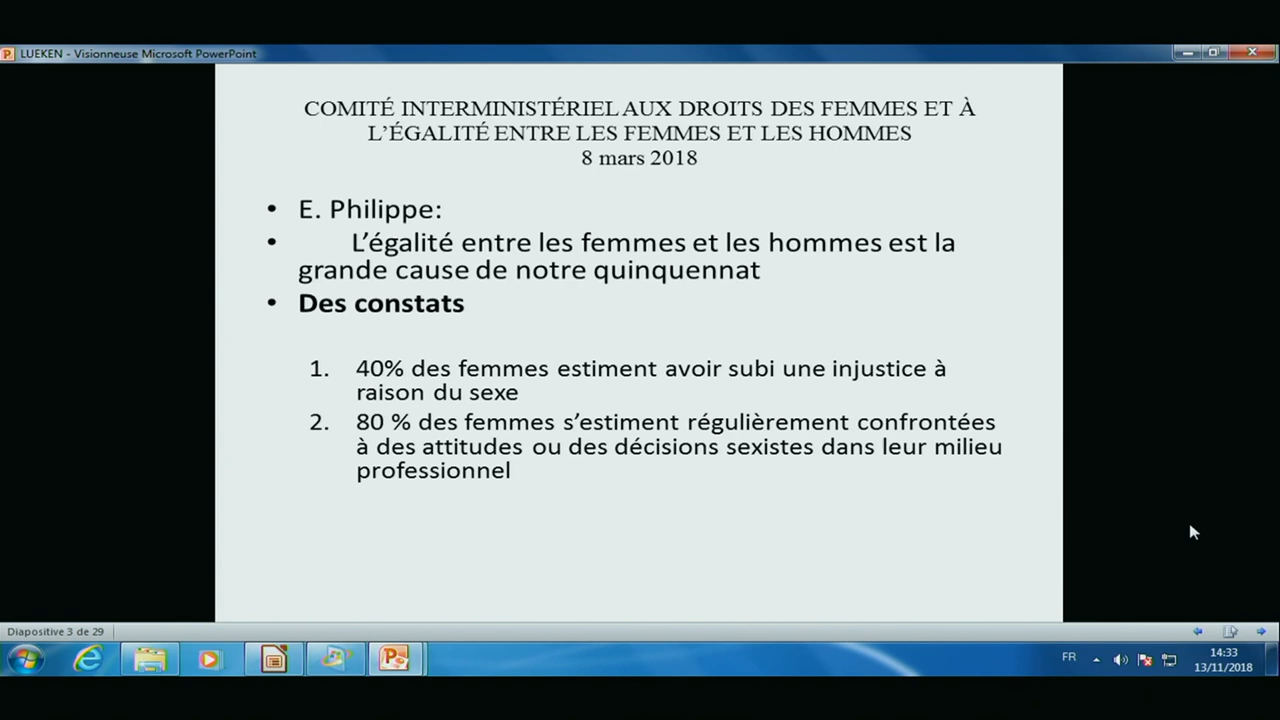 LUEKEN - Visionneuse Microsoft PowerPoint
COMITÉ INTERMINISTÉRIEL AUX DROITS DES FEMMES ET À
L’ÉGALITÉ ENTRE LES FEMMES ET LES HOMMES
8 mars 2018
• E. Philippe:
• L’égalité entre les femmes et les hommes est la
grande cause de notre quinquennat
• Des constats
1. 40% des femmes estiment avoir subi une injustice à
raison du sexe
2. 80 % des femmes s’estiment régulièrement confrontées
à des attitudes ou des décisions sexistes dans leur milieu
professionnel
Diapositive 3 de 29
FR
14:33
13/11/2018